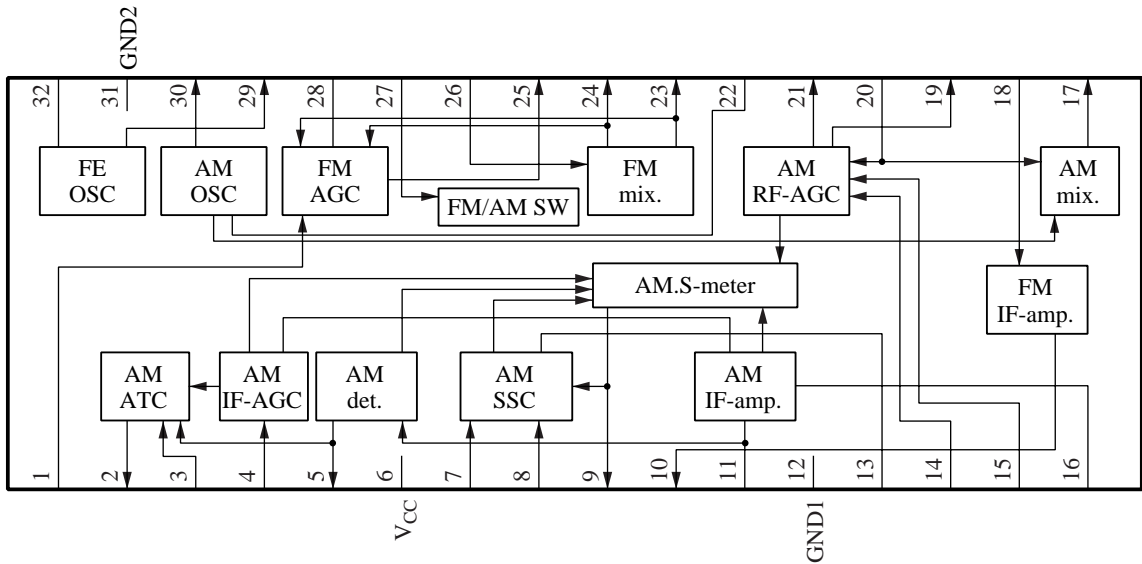 GND2
32 31 30 29 28 27 26 25 24 23 22 21 20 19 18 17
FE
OSC
AM
OSC
FM
AGC
FM/AM SW
FM
mix.
AM
RF-AGC
AM
mix.
AM.S-meter
FM
IF-amp.
AM
ATC
AM
IF-AGC
AM
det.
AM
SSC
AM
IF-amp.
1 2 3 4 5 6 7 8 9 10 11 12 13 14 15 16
VCC
GND1